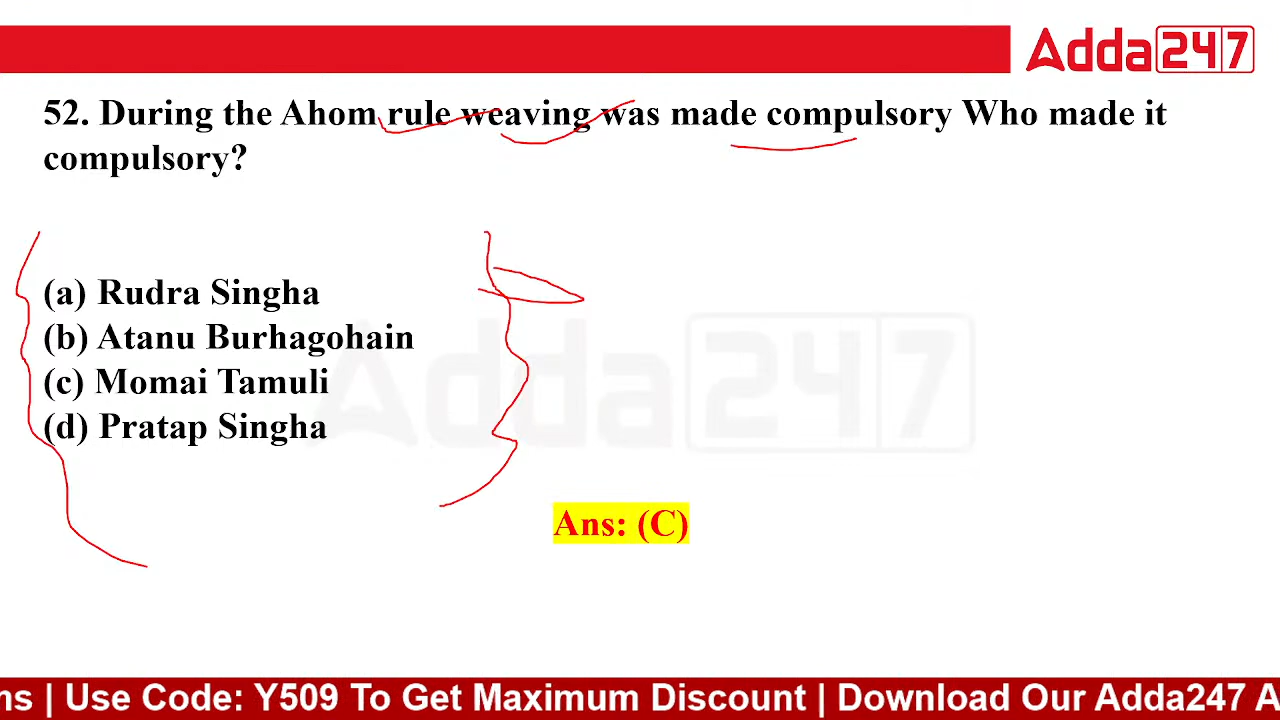 Adda247
52. During the Ahom rule weaving was made compulsory Who made it
compulsory?
(a) Rudra Singha
(b) Atanu Burhagohain
(c) Momai Tamuli
(d) Pratap Singha
Adda247
Ans: (C)
ns | Use Code: Y509 To Get Maximum Discount | Download Our Adda247 A